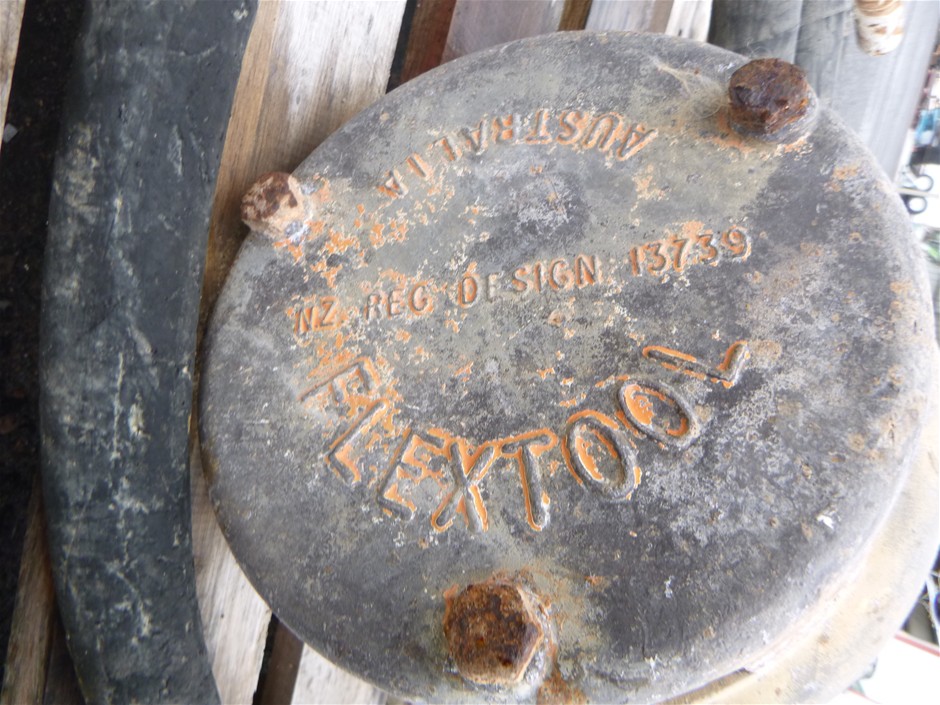 AUSTRALIA
NZ REG DESIGN 13739
FLEXTOOL